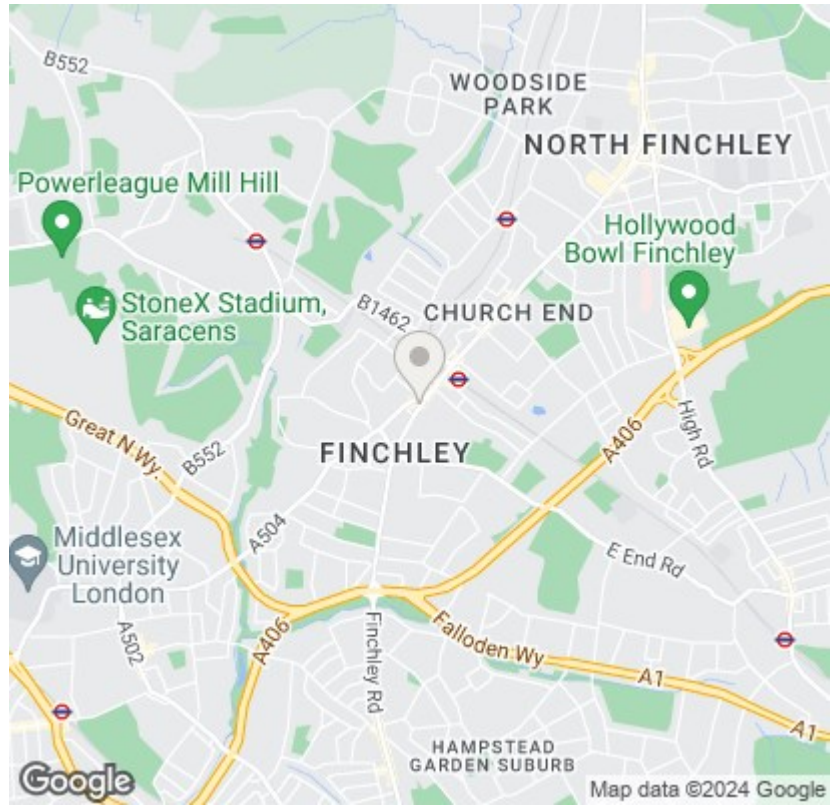 B552
WOODSIDE
PARK
NORTH FINCHLEY
Powerleague Mill Hill
Hollywood
Bowl Finchley
StoneX Stadium,
Saracens
B1462
CHURCH END
Great N Wy.
B552
FINCHLEY
A406
High Rd
A504
Middlesex
University
London
E End Rd
A502
A406
Finchley Rd
Falloden Wy
A1
A1
HAMPSTEAD
GARDEN SUBURB
Google
Map data ©2024 Google